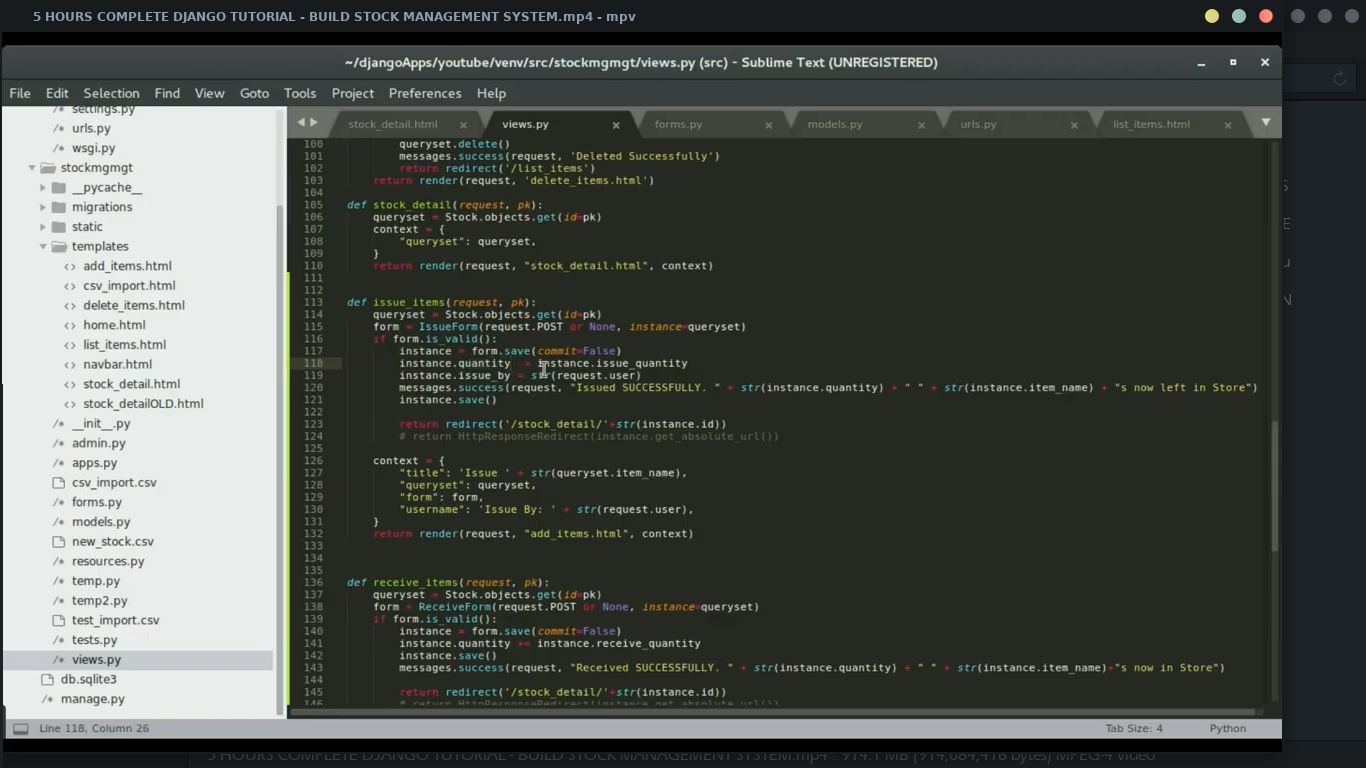 5 HOURS COMPLETE DJANGO TUTORIAL - BUILD STOCK MANAGEMENT SYSTEM.mp4 - mpv
~/djangoApps/youtube/venv/src/stockmgmgt/views.py (src) - Sublime Text (UNREGISTERED)
File Edit Selection Find View Goto Tools Project Preferences Help
settings.py
urls.py
wsgi.py
stockmgmgt
__pycache__
migrations
static
templates
add_items.html
csv_import.html
delete_items.html
home.html
list_items.html
navbar.html
stock_detail.html
stock_detailOLD.html
__init__.py
admin.py
apps.py
csv_import.csv
forms.py
models.py
new_stock.csv
resources.py
temp.py
temp2.py
test_import.csv
tests.py
views.py
db.sqlite3
manage.py
stock_detail.html views.py forms.py models.py urls.py list_items.html
100 queryset.delete()
101 messages.success(request, 'Deleted Successfully')
102 return redirect('/list_items')
103 return render(request, 'delete_items.html')
104
105 def stock_detail(request, pk):
106 queryset = Stock.objects.get(id=pk)
107 context = {
108 "queryset": queryset,
109 }
110 return render(request, "stock_detail.html", context)
111
112
113 def issue_items(request, pk):
114 queryset = Stock.objects.get(id=pk)
115 form = IssueForm(request.POST or None, instance=queryset)
116 if form.is_valid():
117 instance = form.save(commit=False)
118 instance.quantity = instance.issue_quantity
119 instance.issue_by = str(request.user)
120 messages.success(request, "Issued SUCCESSFULLY. " + str(instance.quantity) + " " + str(instance.item_name) + "s now left in Store")
121 instance.save()
122
123 return redirect('/stock_detail/'+str(instance.id))
124 # return HttpResponseRedirect(instance.get_absolute_url())
125
126 context = {
127 "title": 'Issue ' + str(queryset.item_name),
128 "queryset": queryset,
129 "form": form,
130 "username": 'Issue By: ' + str(request.user),
131 }
132 return render(request, "add_items.html", context)
133
134
135
136 def receive_items(request, pk):
137 queryset = Stock.objects.get(id=pk)
138 form = ReceiveForm(request.POST or None, instance=queryset)
139 if form.is_valid():
140 instance = form.save(commit=False)
141 instance.quantity += instance.receive_quantity
142 instance.save()
143 messages.success(request, "Received SUCCESSFULLY. " + str(instance.quantity) + " " + str(instance.item_name)+"s now in Store")
144
145 return redirect('/stock_detail/'+str(instance.id))
146 # return HttpResponseRedirect(instance.get_absolute_url())
Line 118, Column 26
Tab Size: 4 Python
5 HOURS COMPLETE DJANGO TUTORIAL - BUILD STOCK MANAGEMENT SYSTEM.mp4 : 914.1 MB (914,084,416 bytes) MPEG-4 video